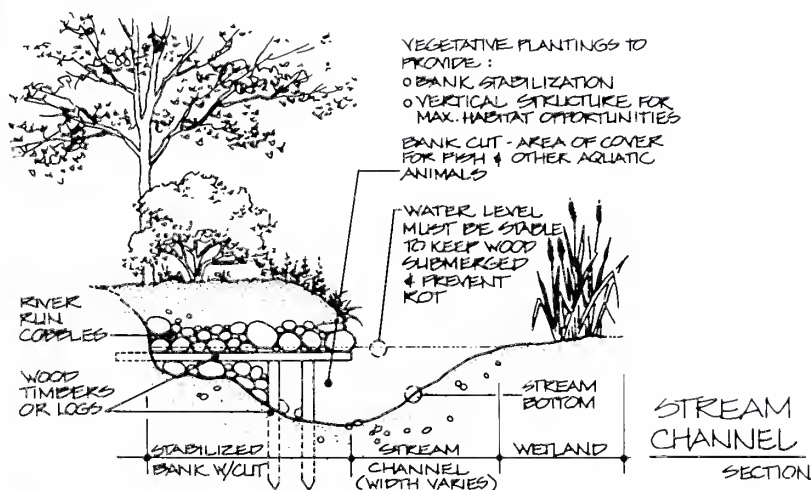 VEGETATIVE PLANTINGS TO
PROVIDE :
○ BANK STABILIZATION
○ VERTICAL STRUCTURE FOR
MAX. HABITAT OPPORTUNITIES
BANK CUT - AREA OF COVER
FOR FISH & OTHER AQUATIC
ANIMALS
WATER LEVEL
MUST BE STABLE
TO KEEP WOOD
SUBMERGED
& PREVENT
ROT
RIVER
RUN
COBBLES
WOOD
TIMBERS
OR LOGS
STREAM
BOTTOM
STABILIZED
BANK W/CUT
STREAM
CHANNEL
(WIDTH VARIES)
WETLAND
STREAM
CHANNEL
SECTION